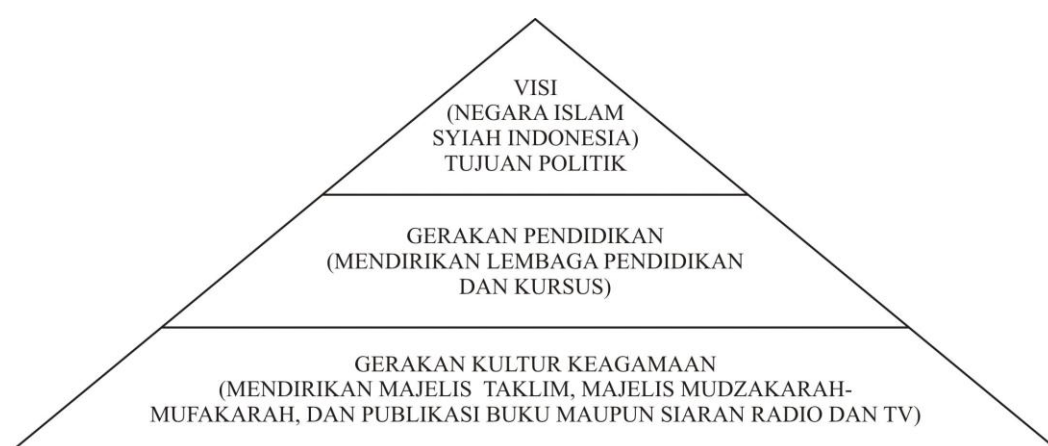 VISI
(NEGARA ISLAM
SYIAH INDONESIA)
TUJUAN POLITIK
GERAKAN PENDIDIKAN
(MENDIRIKAN LEMBAGA PENDIDIKAN
DAN KURSUS)
GERAKAN KULTUR KEAGAMAAN
(MENDIRIKAN MAJELIS TAKLIM, MAJELIS MUDZAKARAH-
MUFAKARAH, DAN PUBLIKASI BUKU MAUPUN SIARAN RADIO DAN TV)